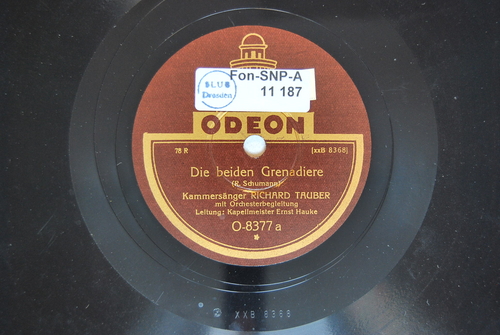 Fon-SNP-A
SLUB
Dresden
11 187
ODEON
78 R
[xxB 8368]
Die beiden Grenadiere
(R. Schumann)
Kammersänger RICHARD TAUBER
mit Orchesterbegleitung
Leitung: Kapellmeister Ernst Hauke
O-8377a
XXB 8368